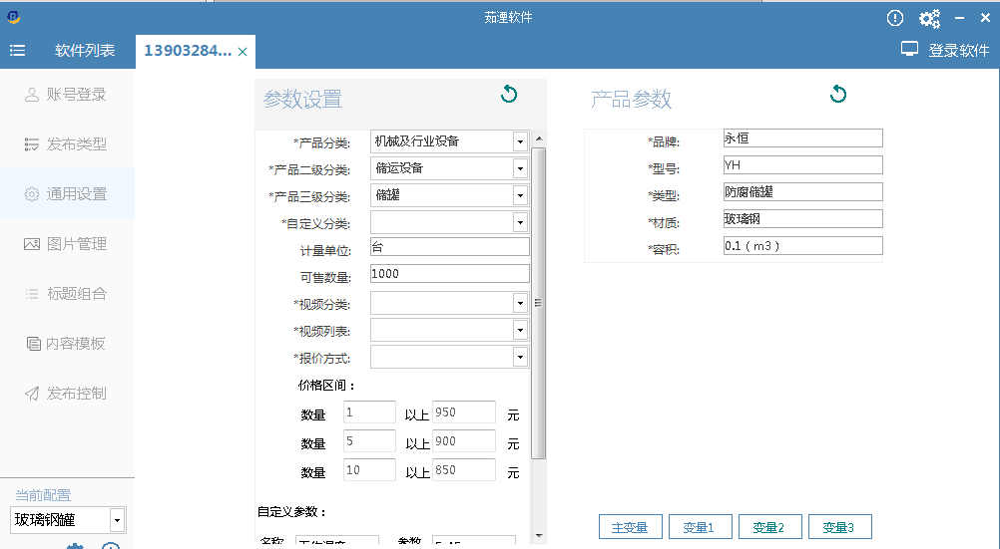 茹湮软件
软件列表
13903284...
登录软件
账号登录
发布类型
通用设置
图片管理
标题组合
内容模板
发布控制
当前配置
玻璃钢罐
参数设置
*产品分类: 机械及行业设备
*产品二级分类: 储运设备
*产品三级分类: 储罐
*自定义分类:
计量单位: 台
可售数量: 1000
*视频分类:
*视频列表:
*报价方式:
价格区间：
数量 1 以上 950 元
数量 5 以上 900 元
数量 10 以上 850 元
自定义参数：
名称 工作温度 参数
产品参数
*品牌: 永恒
*型号: YH
*类型: 防腐储罐
*材质: 玻璃钢
*容积: 0.1（m3）
主变量 变量1 变量2 变量3